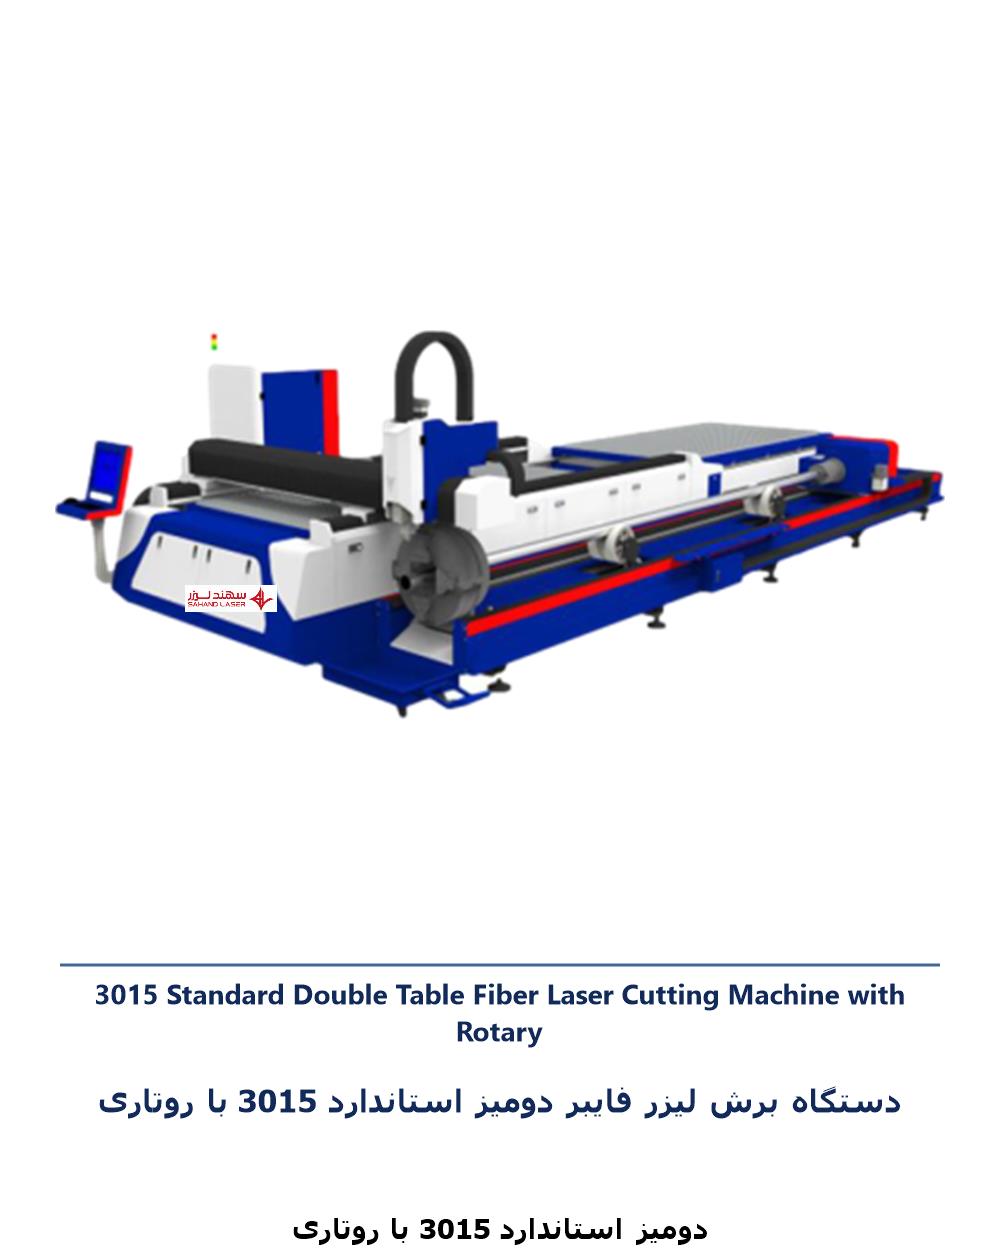 سهند لیزر
SAHAND LASER
3015 Standard Double Table Fiber Laser Cutting Machine with
Rotary
دستگاه برش لیزر فایبر دومیز استاندارد 3015 با روتاری
دومیز استاندارد 3015 با روتاری